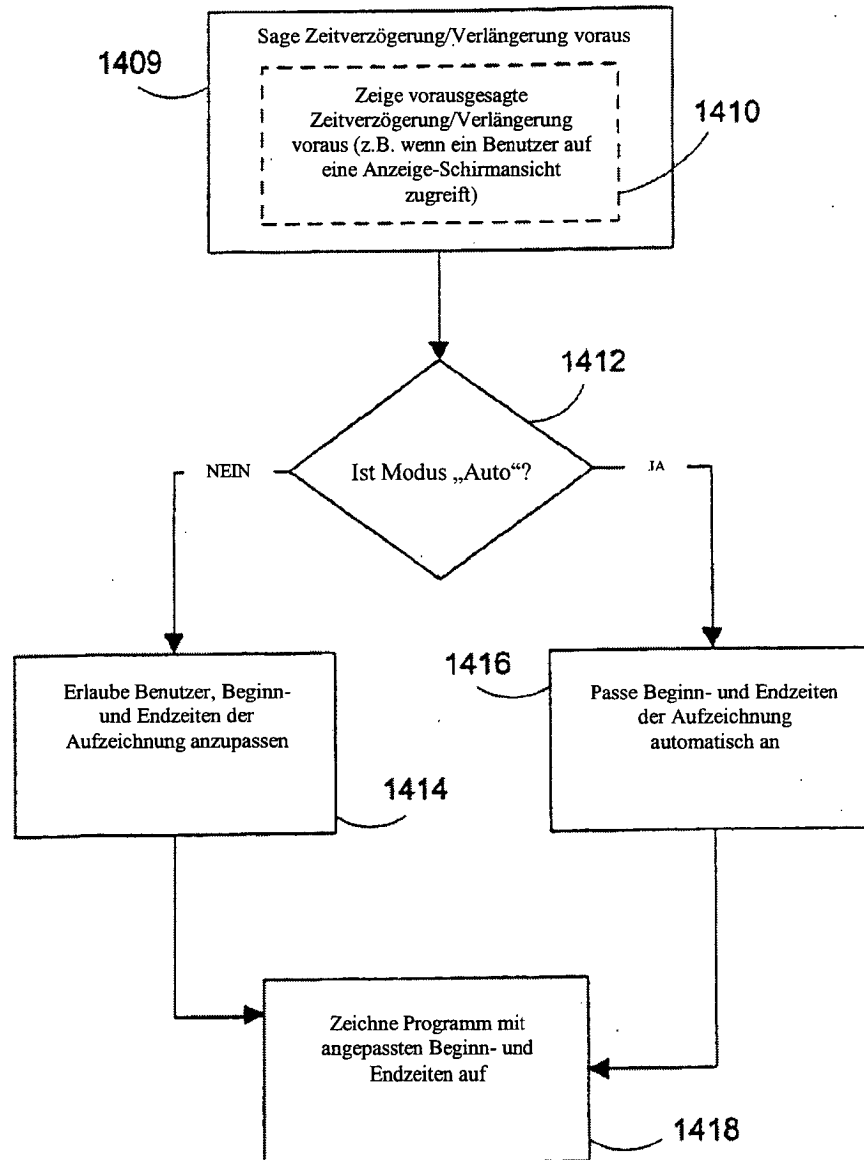 Sage Zeitverzögerung/Verlängerung voraus
1409
Zeige vorausgesagte
Zeitverzögerung/Verlängerung
voraus (z.B. wenn ein Benutzer auf
eine Anzeige-Schirmansicht
zugreift)
1410
1412
Ist Modus „Auto“?
NEIN
JA
Erlaube Benutzer, Beginn-
und Endzeiten der
Aufzeichnung anzupassen
1414
1416
Passe Beginn- und Endzeiten
der Aufzeichnung
automatisch an
Zeichne Programm mit
angepassten Beginn- und
Endzeiten auf
1418